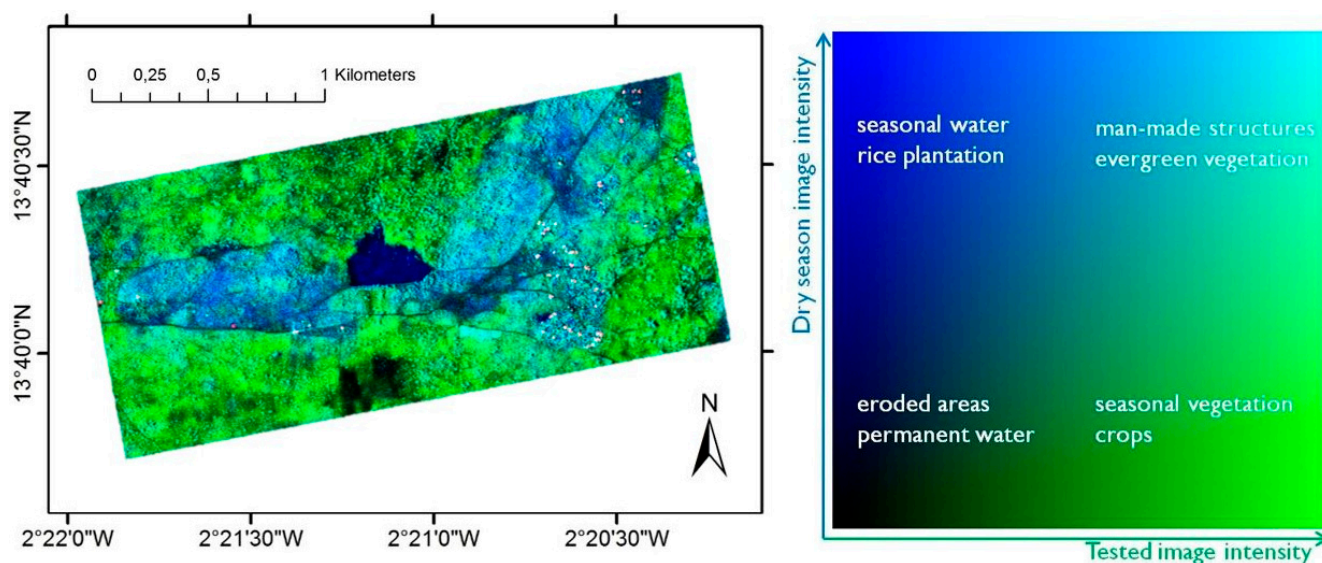 0 0,25 0,5 1 Kilometers
13°40'30"N
13°40'0"N
N
2°22'0"W 2°21'30"W 2°21'0"W 2°20'30"W
Dry season image intensity
seasonal water
rice plantation
man-made structures
evergreen vegetation
eroded areas
permanent water
seasonal vegetation
crops
Tested image intensity